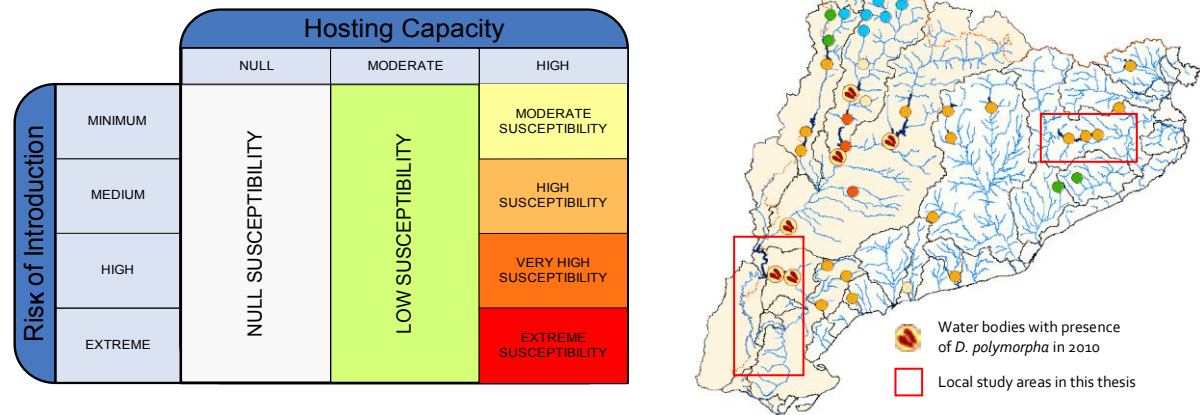 Hosting Capacity
NULL
MODERATE
HIGH
Risk of Introduction
MINIMUM
MEDIUM
HIGH
EXTREME
NULL SUSCEPTIBILITY
LOW SUSCEPTIBILITY
MODERATE
SUSCEPTIBILITY
HIGH
SUSCEPTIBILITY
VERY HIGH
SUSCEPTIBILITY
EXTREME
SUSCEPTIBILITY
Water bodies with presence
of D. polymorpha in 2010
Local study areas in this thesis